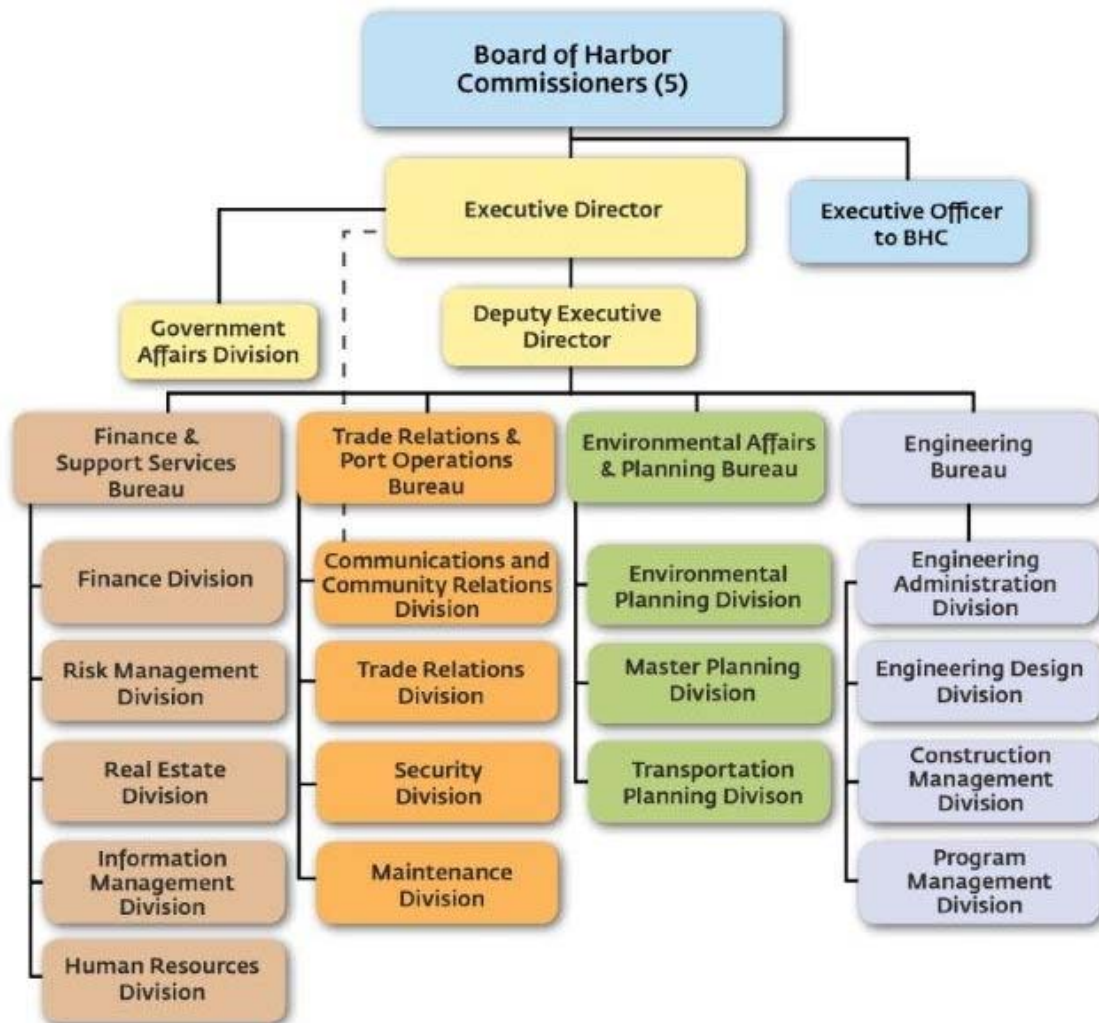 Board of Harbor
Commissioners (5)
Executive Director
Executive Officer
to BHC
Government
Affairs Division
Deputy Executive
Director
Finance &
Support Services
Bureau
Finance Division
Risk Management
Division
Real Estate
Division
Information
Management
Division
Human Resources
Division
Trade Relations &
Port Operations
Bureau
Communications and
Community Relations
Division
Trade Relations
Division
Security
Division
Maintenance
Division
Environmental Affairs
& Planning Bureau
Environmental
Planning Division
Master Planning
Division
Transportation
Planning Divison
Engineering
Bureau
Engineering
Administration
Division
Engineering Design
Division
Construction
Management
Division
Program
Management
Division